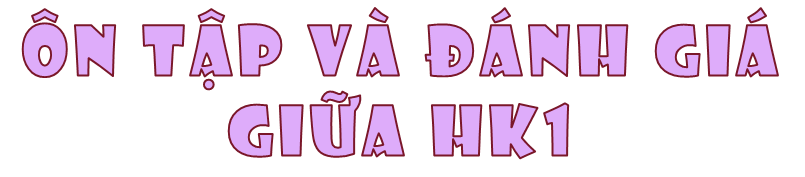 ÔN TẬP VÀ ĐÁNH GIÁ
GIỮA HK1